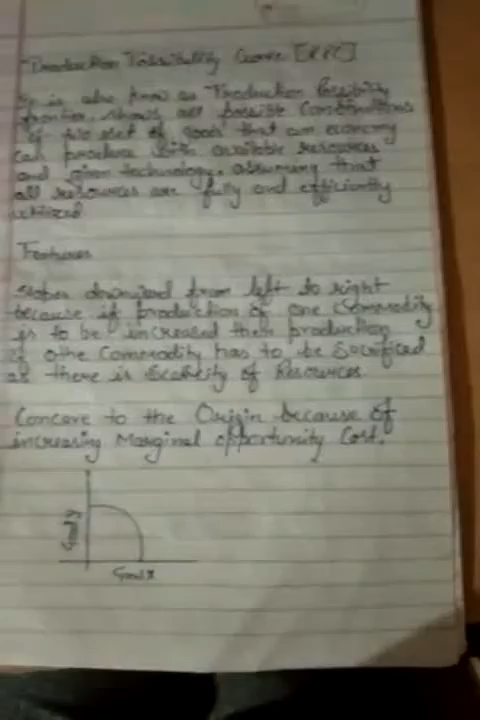 Production Possibility Curve [PPC]
It is also know as "Production Possibility
frontier, shows all possible Combinations
of two set of goods that an economy
can produce with available resources
and given technology, assuming that
all resources are fully and efficiently
utilized
Features
Slopes downward from left to right
because if production of one Commodity
is to be increased then production
of othe Commodity has to be Sacrificed
as there is Scarcity of Resources.
Concave to the Origin because of
increasing Marginal opportunity Cost.
Good y
Good x